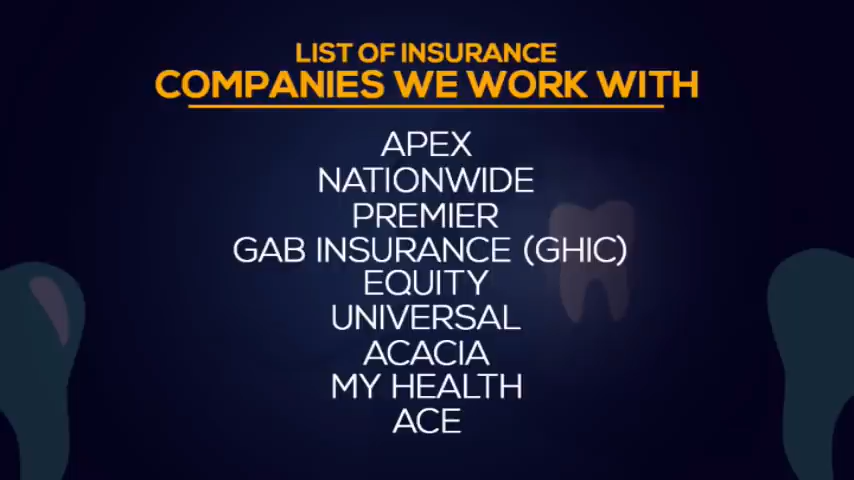 LIST OF INSURANCE
COMPANIES WE WORK WITH
APEX
NATIONWIDE
PREMIER
GAB INSURANCE (GHIC)
EQUITY
UNIVERSAL
ACACIA
MY HEALTH
ACE